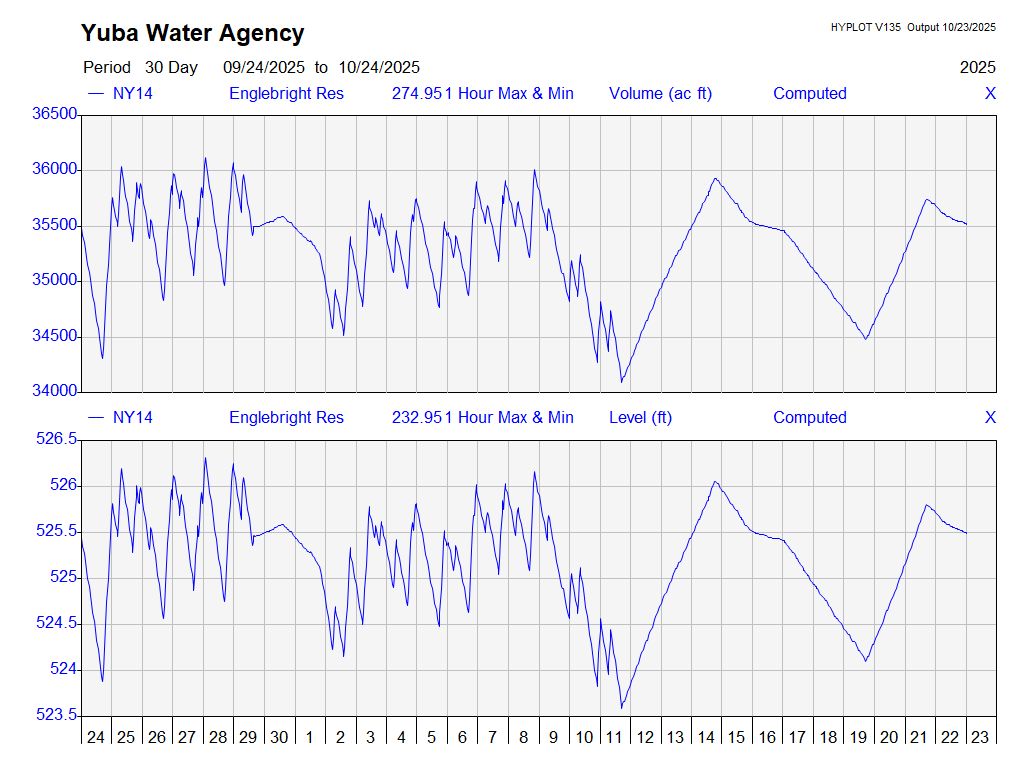 Yuba Water Agency
HYPLOT V135 Output 10/23/2025
Period 30 Day 09/24/2025 to 10/24/2025 2025
NY14 Englebright Res 274.951 Hour Max & Min Volume (ac ft) Computed X
36500
36000
35500
35000
34500
34000
NY14 Englebright Res 232.951 Hour Max & Min Level (ft) Computed X
526.5
526
525.5
525
524.5
524
523.5
24 25 26 27 28 29 30 1 2 3 4 5 6 7 8 9 10 11 12 13 14 15 16 17 18 19 20 21 22 23